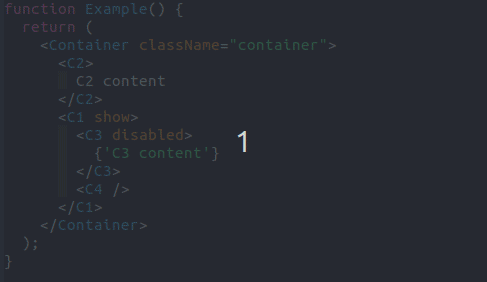 function Example() {
return (
<Container className="container">
<C2>
C2 content
</C2>
<C1 show>
<C3 disabled>
{'C3 content'}
1
</C3>
<C4 />
</C1>
</Container>
);
}